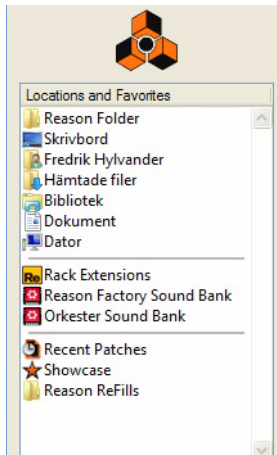 Locations and Favorites
Reason Folder
Skrivbord
Fredrik Hylvander
Hämtade filer
Bibliotek
Dokument
Dator
Re Rack Extensions
Reason Factory Sound Bank
Orkester Sound Bank
Recent Patches
Showcase
Reason ReFills